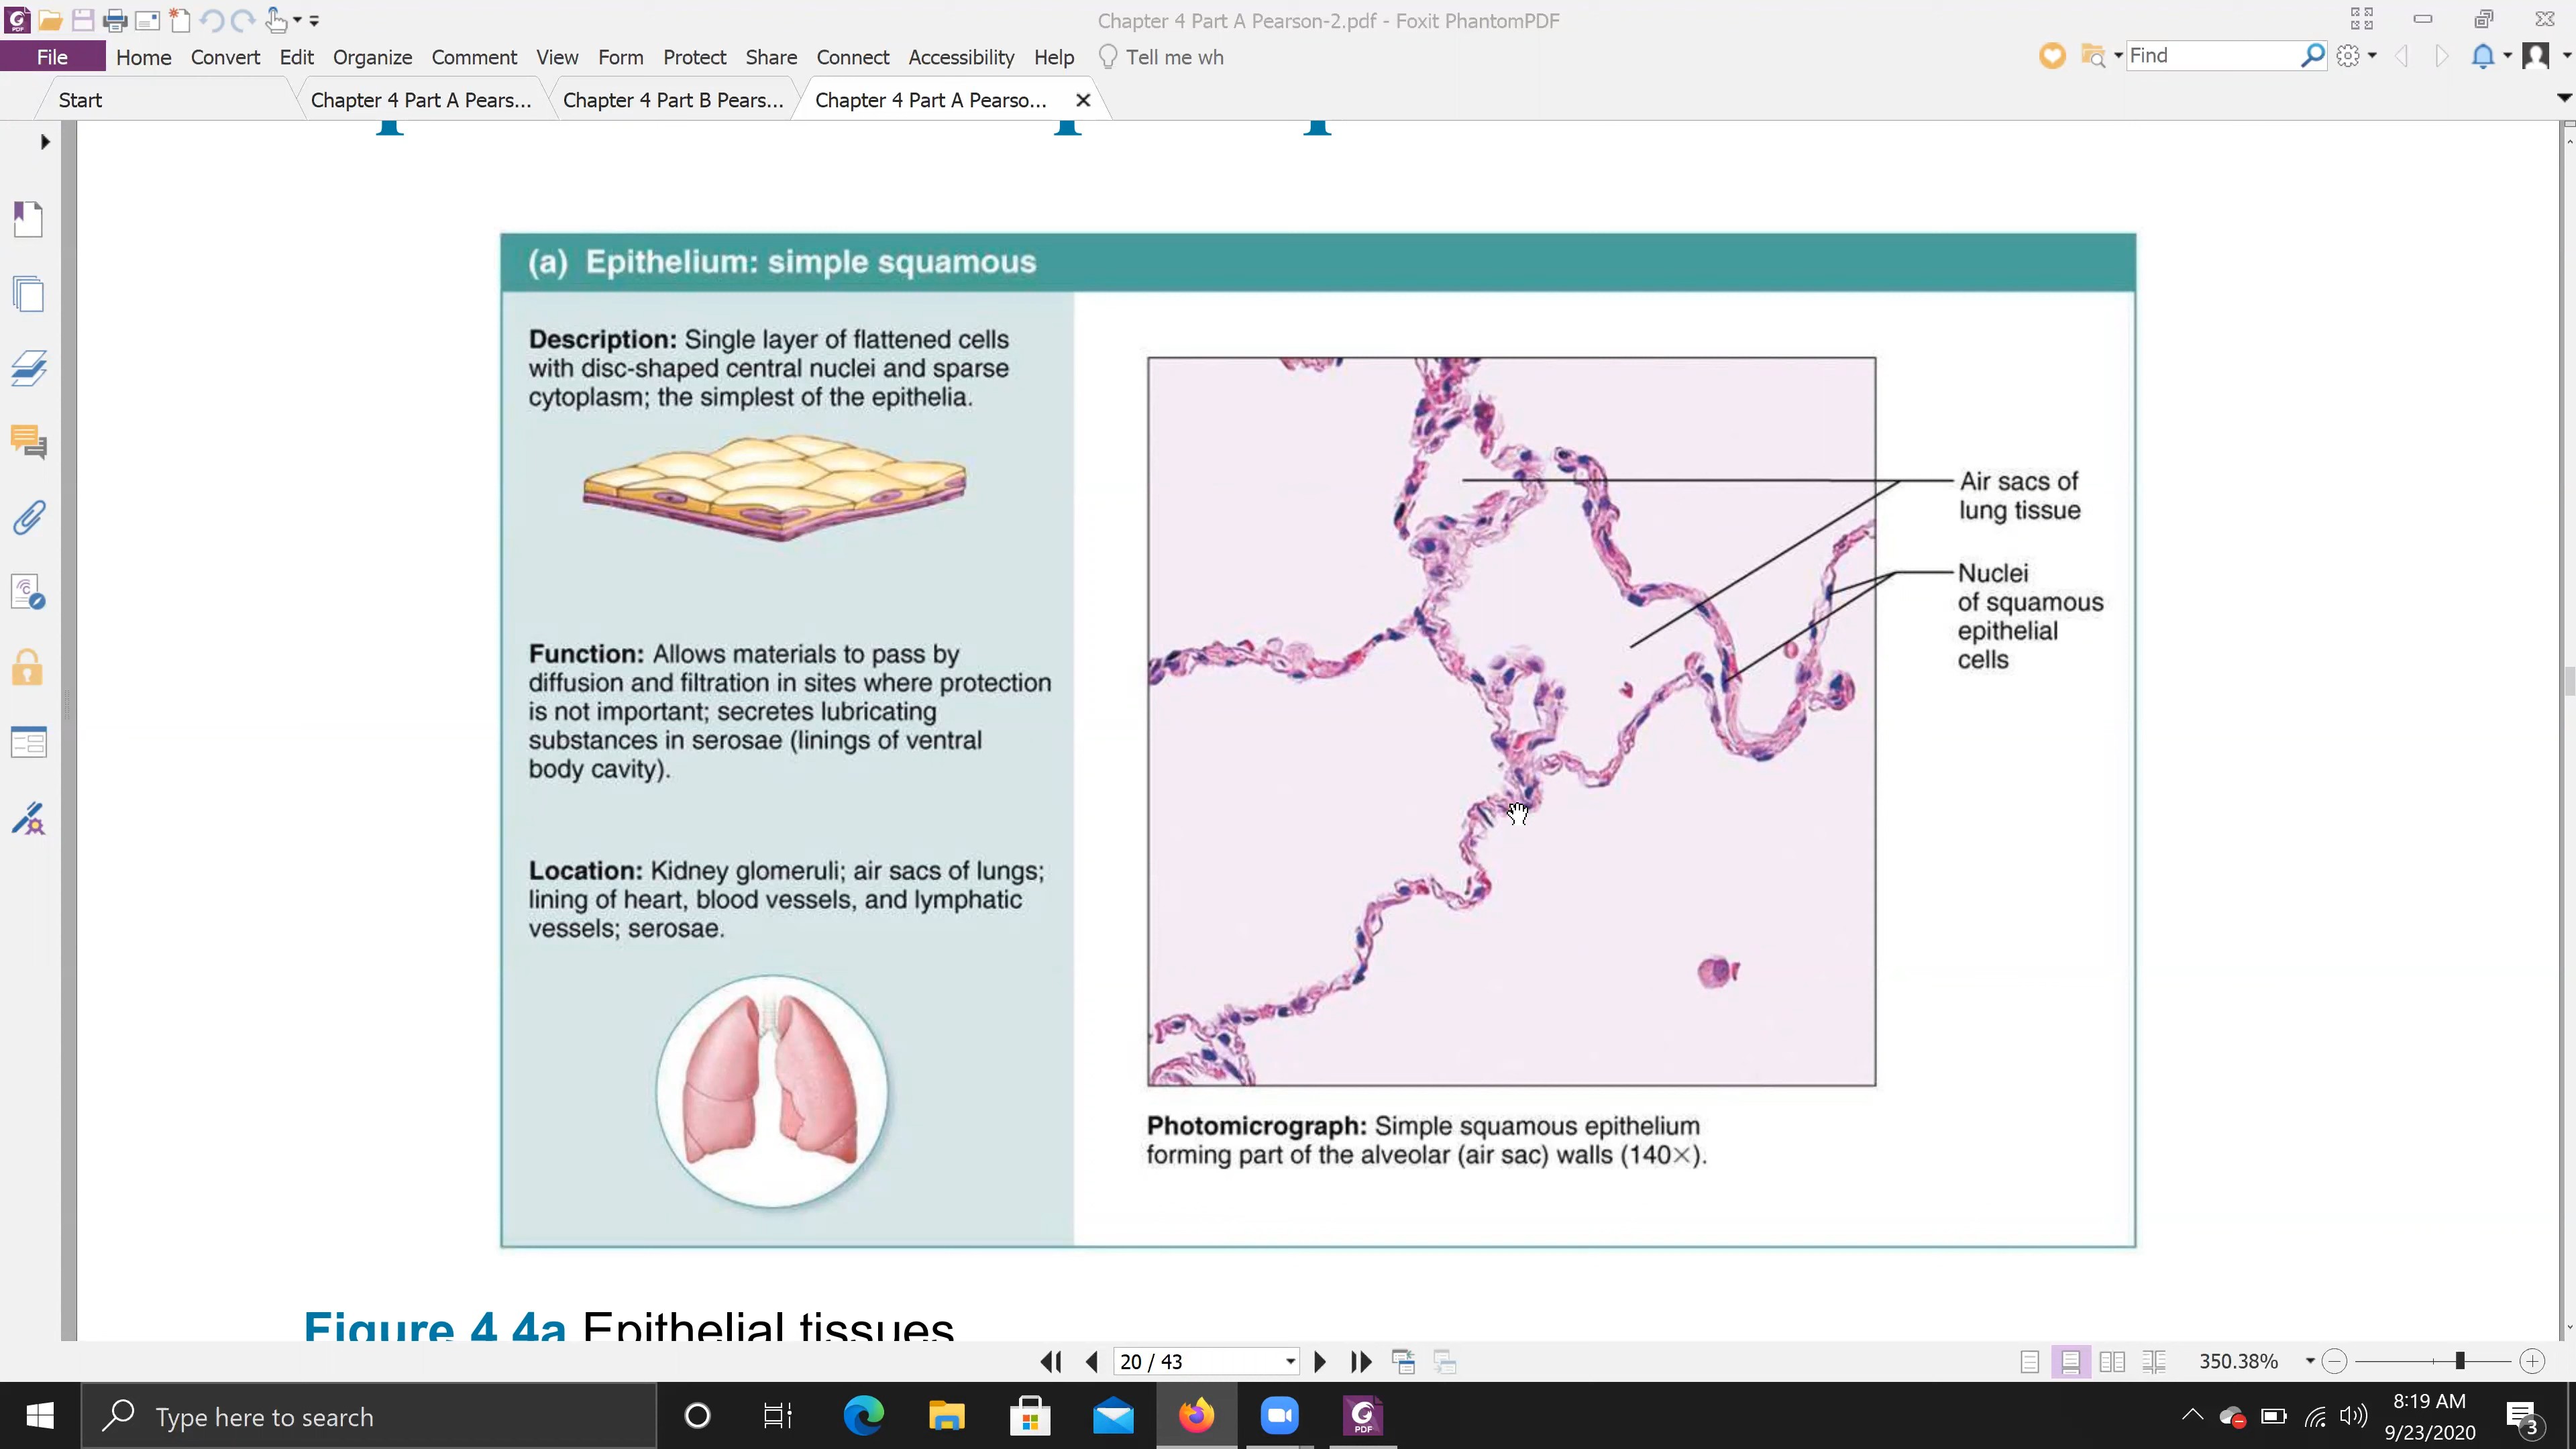 Chapter 4 Part A Pearson-2.pdf - Foxit PhantomPDF
File Home Convert Edit Organize Comment View Form Protect Share Connect Accessibility Help Tell me wh Find
Start Chapter 4 Part A Pears... Chapter 4 Part B Pears... Chapter 4 Part A Pearso...
(a) Epithelium: simple squamous
Description: Single layer of flattened cells
with disc-shaped central nuclei and sparse
cytoplasm; the simplest of the epithelia.
Function: Allows materials to pass by
diffusion and filtration in sites where protection
is not important; secretes lubricating
substances in serosae (linings of ventral
body cavity).
Location: Kidney glomeruli; air sacs of lungs;
lining of heart, blood vessels, and lymphatic
vessels; serosae.
Air sacs of
lung tissue
Nuclei
of squamous
epithelial
cells
Photomicrograph: Simple squamous epithelium
forming part of the alveolar (air sac) walls (140×).
Figure 4.4a Epithelial tissues
20 / 43
350.38%
Type here to search
8:19 AM
9/23/2020
3